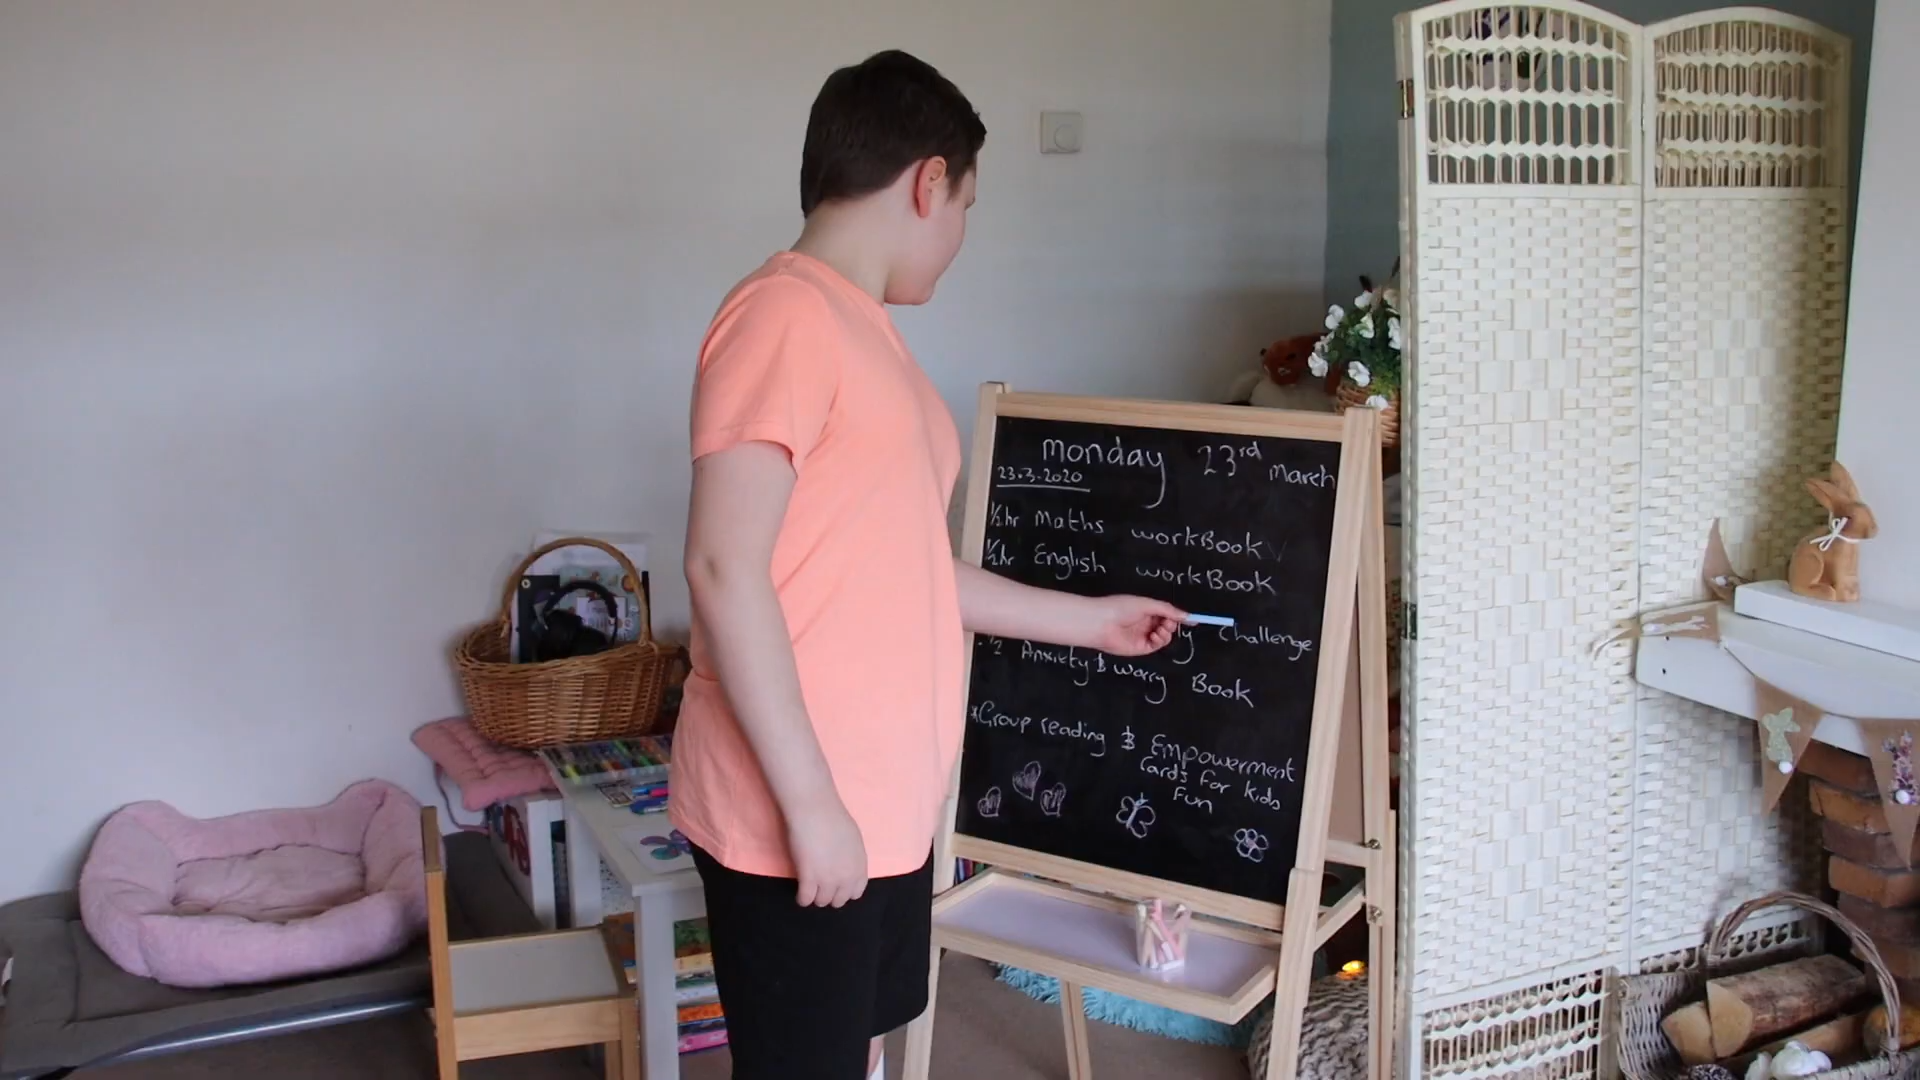 monday 23rd March
23.3.2020
½hr Maths workBook
½hr English workBook
ly Challenge
½ Anxiety & worry Book
*Group reading & Empowerment
Cards For kids
Fun